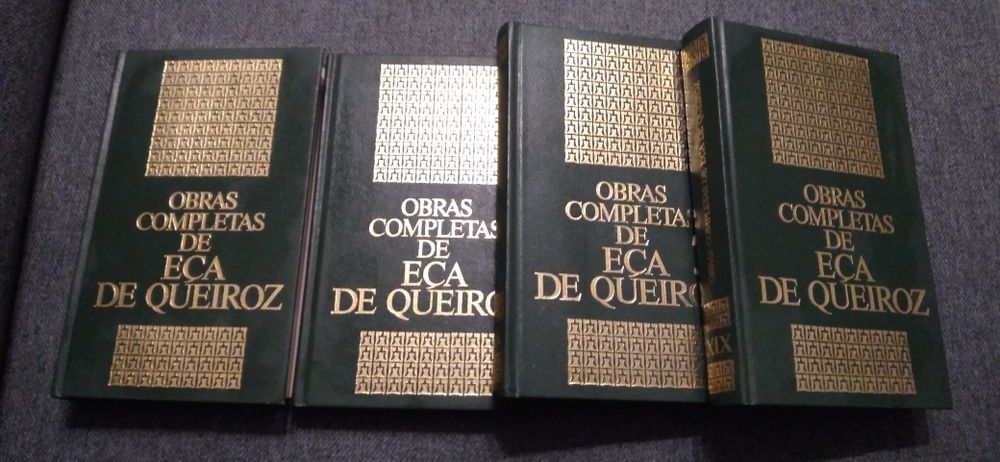 OBRAS
COMPLETAS
DE
EÇA
DE QUEIROZ
OBRAS
COMPLETAS
DE
EÇA
DE QUEIROZ
OBRAS
COMPLETAS
DE
EÇA
DE QUEIRO
OBRAS
COMPLETAS
DE
EÇA
DE QUEIROZ
XIX